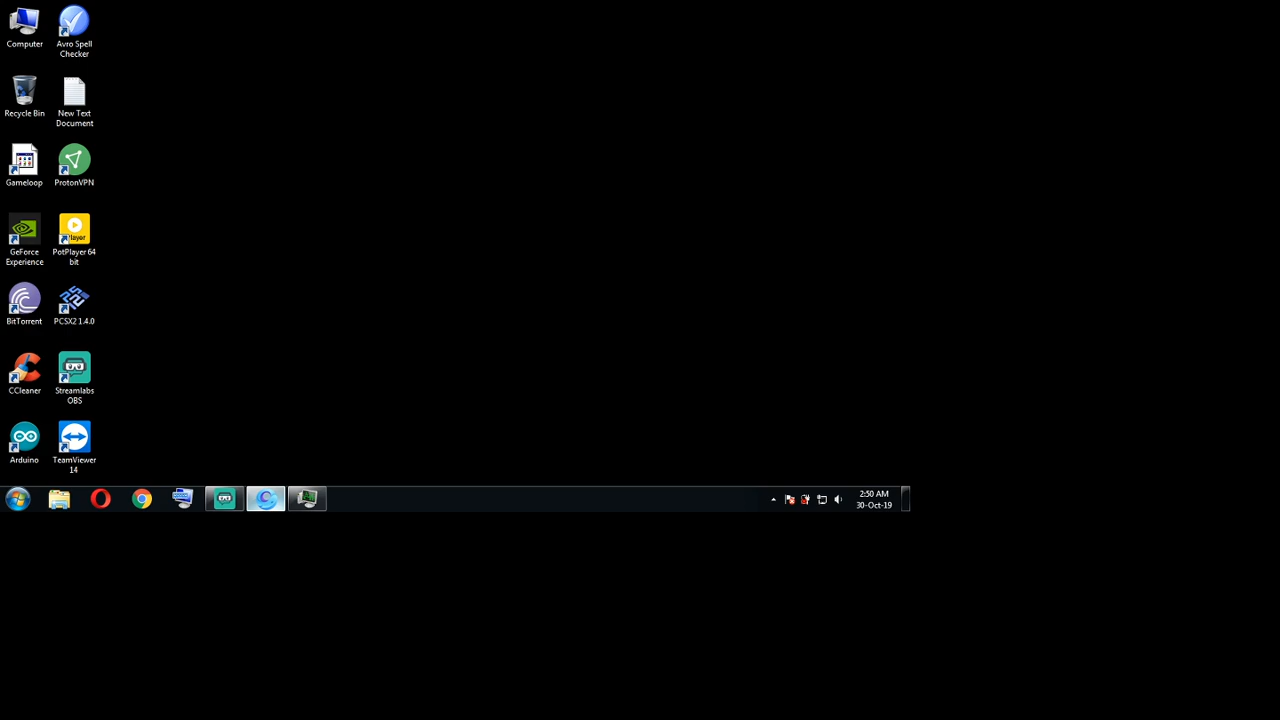 Computer
Avro Spell
Checker
Recycle Bin
New Text
Document
Gameloop
ProtonVPN
GeForce
Experience
Player
PotPlayer 64
bit
BitTorrent
PCSX2 1.4.0
CCleaner
Streamlabs
OBS
Arduino
TeamViewer
14
2:50 AM
30-Oct-19